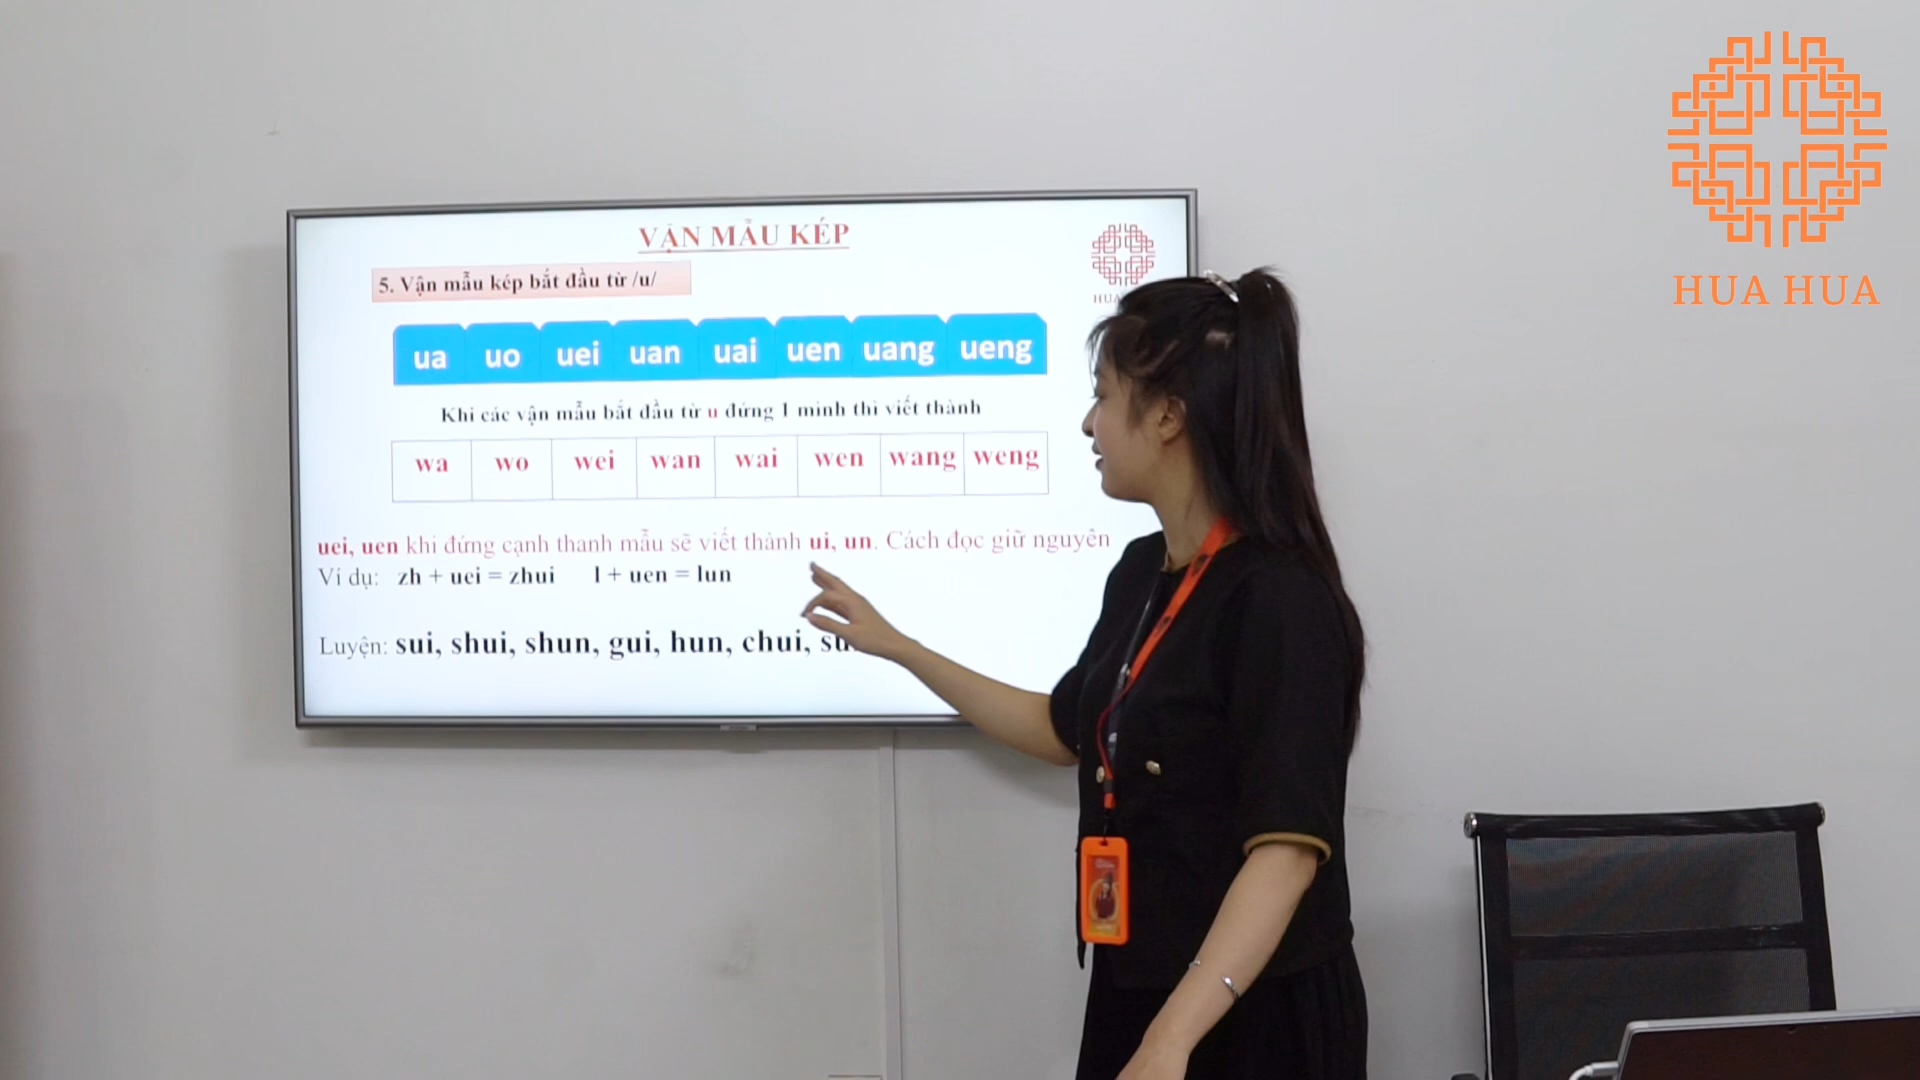 HUA HUA
VẬN MẪU KÉP
5. Vận mẫu kép bắt đầu từ /u/
ua uo uei uan uai uen uang ueng
Khi các vận mẫu bắt đầu từ u đứng 1 mình thì viết thành
wa wo wei wan wai wen wang weng
uei, uen khi đứng cạnh thanh mẫu sẽ viết thành ui, un. Cách đọc giữ nguyên
Ví dụ: zh + uei = zhui l + uen = lun
Luyện: sui, shui, shun, gui, hun, chui,